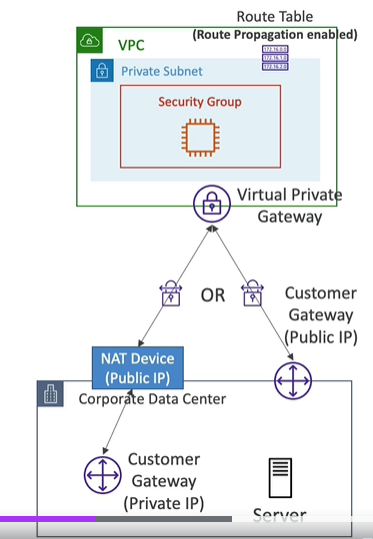 Route Table
(Route Propagation enabled)
172.16.0.0
172.16.1.0
172.16.2.0
VPC
Private Subnet
Security Group
Virtual Private
Gateway
OR
Customer
Gateway
(Public IP)
NAT Device
(Public IP)
Corporate Data Center
Customer
Gateway
(Private IP)
Server